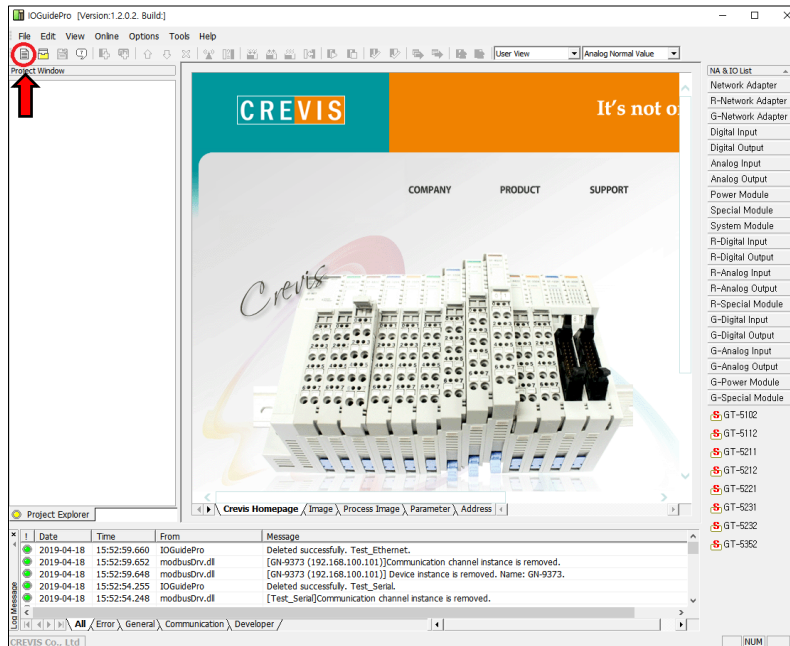 IOGuidePro [Version:1.2.0.2. Build:]
File Edit View Online Options Tools Help
User View
Analog Normal Value
Project Window
CREVIS
It's not o
COMPANY PRODUCT SUPPORT
Crevis
Project Explorer
Crevis Homepage Image Process Image Parameter Address
NA & IO List
Network Adapter
R-Network Adapter
G-Network Adapter
Digital Input
Digital Output
Analog Input
Analog Output
Power Module
Special Module
System Module
R-Digital Input
R-Digital Output
R-Analog Input
R-Analog Output
R-Special Module
G-Digital Input
G-Digital Output
G-Analog Input
G-Analog Output
G-Power Module
G-Special Module
GT-5102
GT-5112
GT-5211
GT-5212
GT-5221
GT-5231
GT-5232
GT-5352
! Date Time From Message
2019-04-18 15:52:59.660 IOGuidePro Deleted successfully. Test_Ethernet.
2019-04-18 15:52:59.652 modbusDrv.dll [GN-9373 (192.168.100.101)]Communication channel instance is removed.
2019-04-18 15:52:59.648 modbusDrv.dll [GN-9373 (192.168.100.101)] Device instance is removed. Name: GN-9373.
2019-04-18 15:52:54.255 IOGuidePro Deleted successfully. Test_Serial.
2019-04-18 15:52:54.248 modbusDrv.dll [Test_Serial]Communication channel instance is removed.
Log Message
All Error General Communication Developer
CREVIS Co., Ltd
NUM